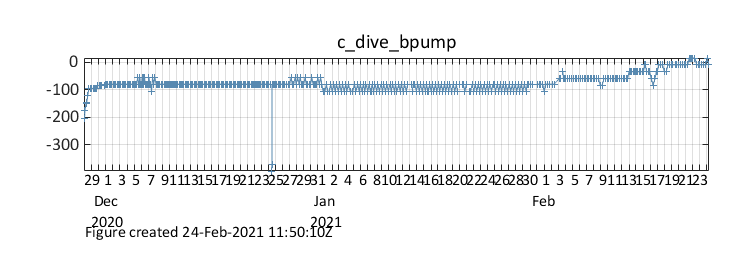 c_dive_bpump
0
-100
-200
-300
29 1 3 5 7 9 11 13 15 17 19 21 23 25 27 29 31 2 4 6 8 10 12 14 16 18 20 22 24 26 28 30 1 3 5 7 9 11 13 15 17 19 21 23
Dec Jan Feb
2020 2021
Figure created 24-Feb-2021 11:50:10Z